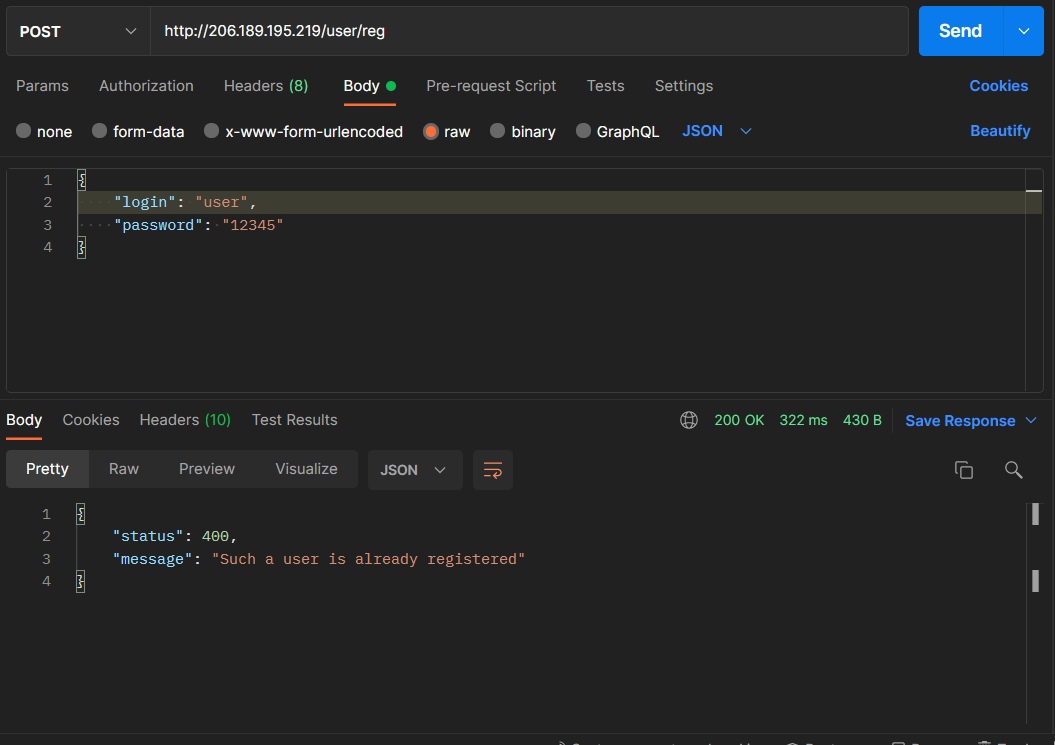 POST http://206.189.195.219/user/reg Send
Params Authorization Headers (8) Body Pre-request Script Tests Settings Cookies
none form-data x-www-form-urlencoded raw binary GraphQL JSON Beautify
1 {
2 "login": "user",
3 "password": "12345"
4 }
Body Cookies Headers (10) Test Results 200 OK 322 ms 430 B Save Response
Pretty Raw Preview Visualize JSON
1 {
2 "status": 400,
3 "message": "Such a user is already registered"
4 }